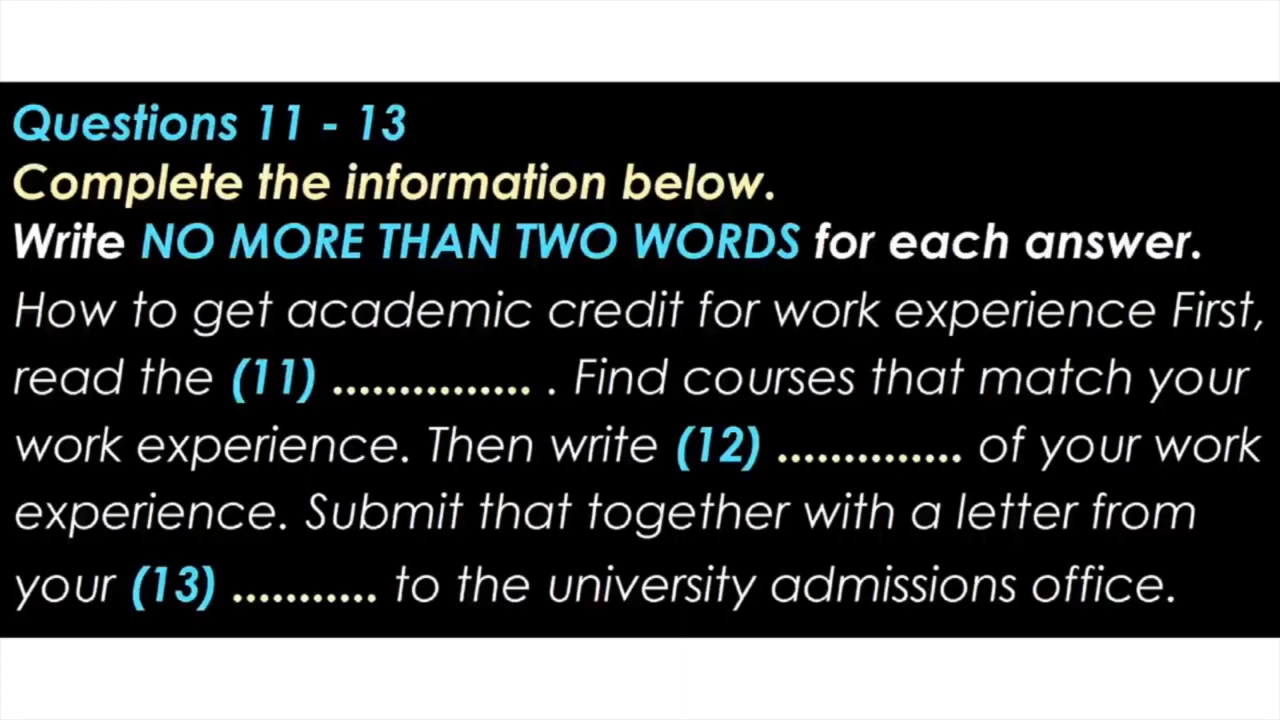 Questions 11 - 13
Complete the information below.
Write NO MORE THAN TWO WORDS for each answer.
How to get academic credit for work experience First,
read the (11) ............... . Find courses that match your
work experience. Then write (12) .............. of your work
experience. Submit that together with a letter from
your (13) ........... to the university admissions office.